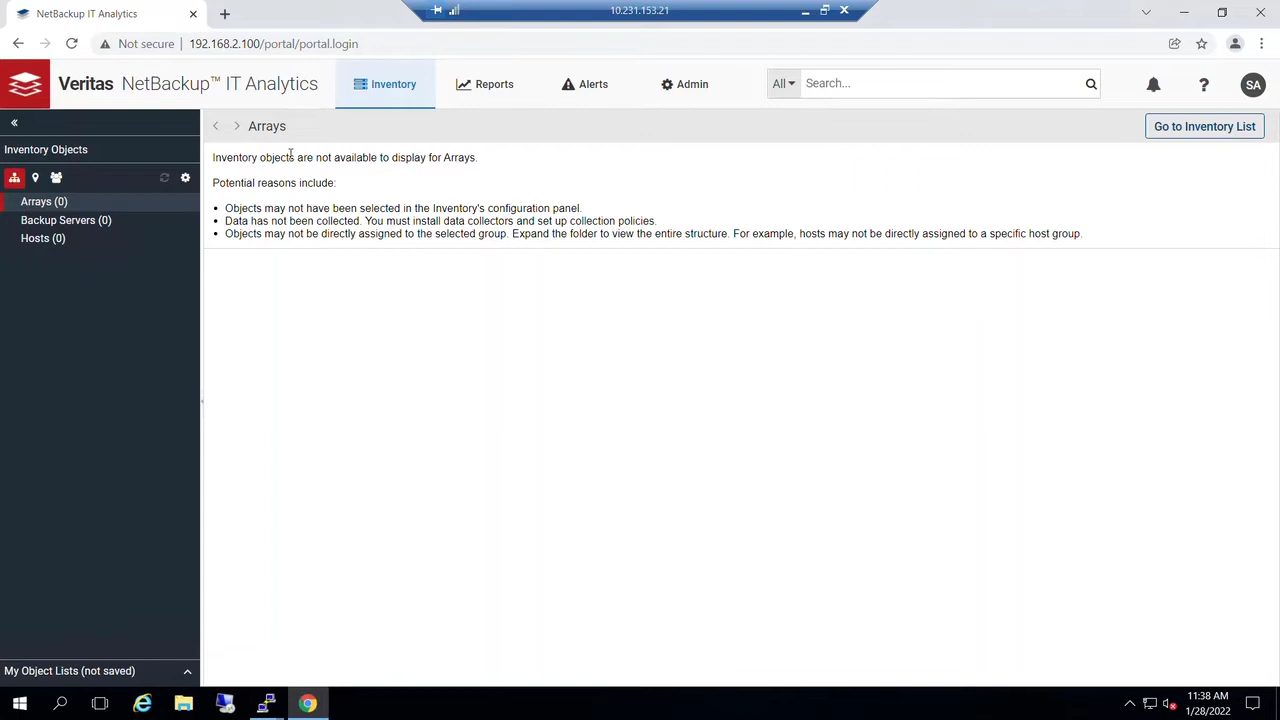 NetBackup IT Analytics
10.231.153.21
Not secure
192.168.2.100/portal/portal.login
Veritas NetBackup™ IT Analytics
Inventory
Reports
Alerts
Admin
All
Search...
SA
Arrays
Go to Inventory List
Inventory Objects
Arrays (0)
Backup Servers (0)
Hosts (0)
Inventory objects are not available to display for Arrays.
Potential reasons include:
• Objects may not have been selected in the Inventory's configuration panel.
• Data has not been collected. You must install data collectors and set up collection policies.
• Objects may not be directly assigned to the selected group. Expand the folder to view the entire structure. For example, hosts may not be directly assigned to a specific host group.
My Object Lists (not saved)
11:38 AM
1/28/2022